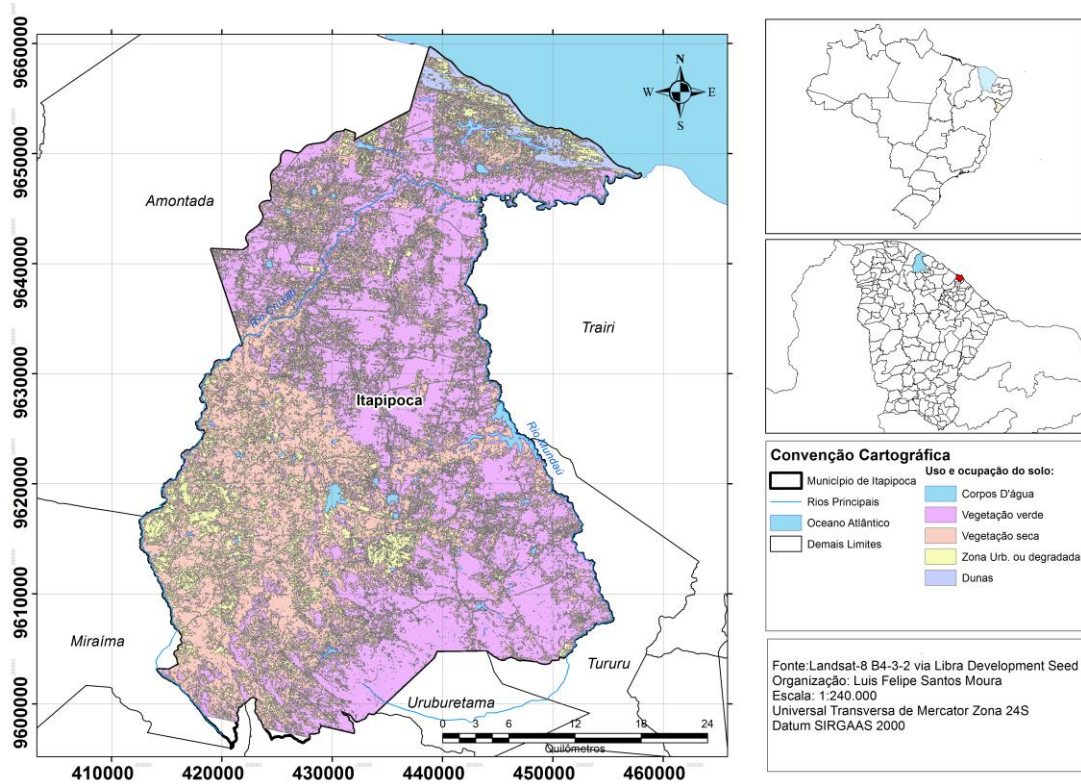 9660000
9650000
9640000
9630000
9620000
9610000
9600000
410000
420000
430000
440000
450000
460000
N
W
E
S
Amontada
Trairi
Itapipoca
Rio Mundaú
Miraíma
Tururu
Uruburetama
0 3 6 12 18 24
Quilômetros
Convenção Cartográfica
Município de Itapipoca
Rios Principais
Oceano Atlântico
Demais Limites
Uso e ocupação do solo:
Corpos D'água
Vegetação verde
Vegetação seca
Zona Urb. ou degradada
Dunas
Fonte:Landsat-8 B4-3-2 via Libra Development Seed
Organização: Luis Felipe Santos Moura
Escala: 1:240.000
Universal Transversa de Mercator Zona 24S
Datum SIRGAAS 2000